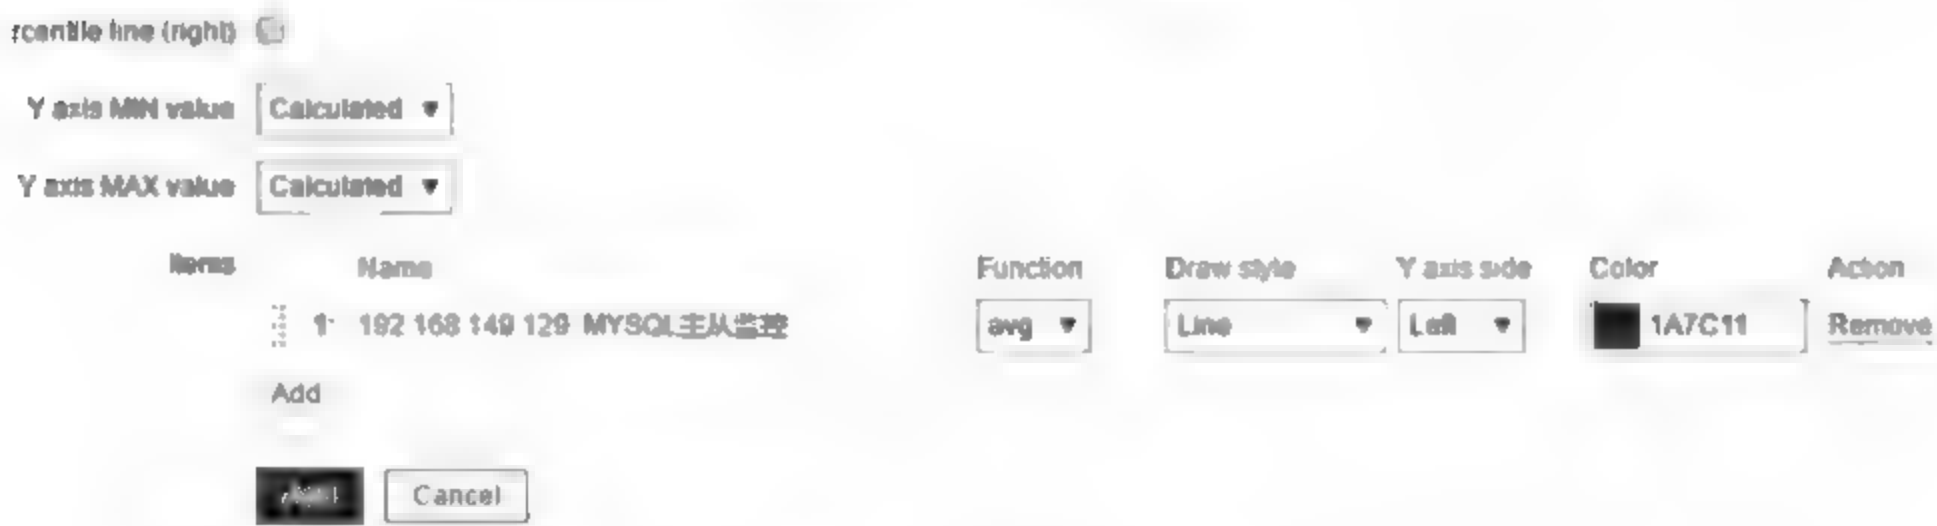 rcentile line (right)
Y axis MIN value Calculated
Y axis MAX value Calculated
Items Name Function Draw style Y axis side Color Action
1: 192 168 149 129 MYSQL主从监控 avg Line Left 1A7C11 Remove
Add
Add Cancel